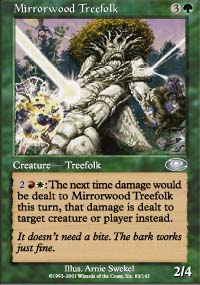 Mirrorwood Treefolk 3
Creature — Treefolk
2 : The next time damage would
be dealt to Mirrorwood Treefolk
this turn, that damage is dealt to
target creature or player instead.
It doesn't need a bite. The bark works
just fine.
Illus. Arnie Swekel
©1993–2001 Wizards of the Coast, Inc. 83/143
2/4